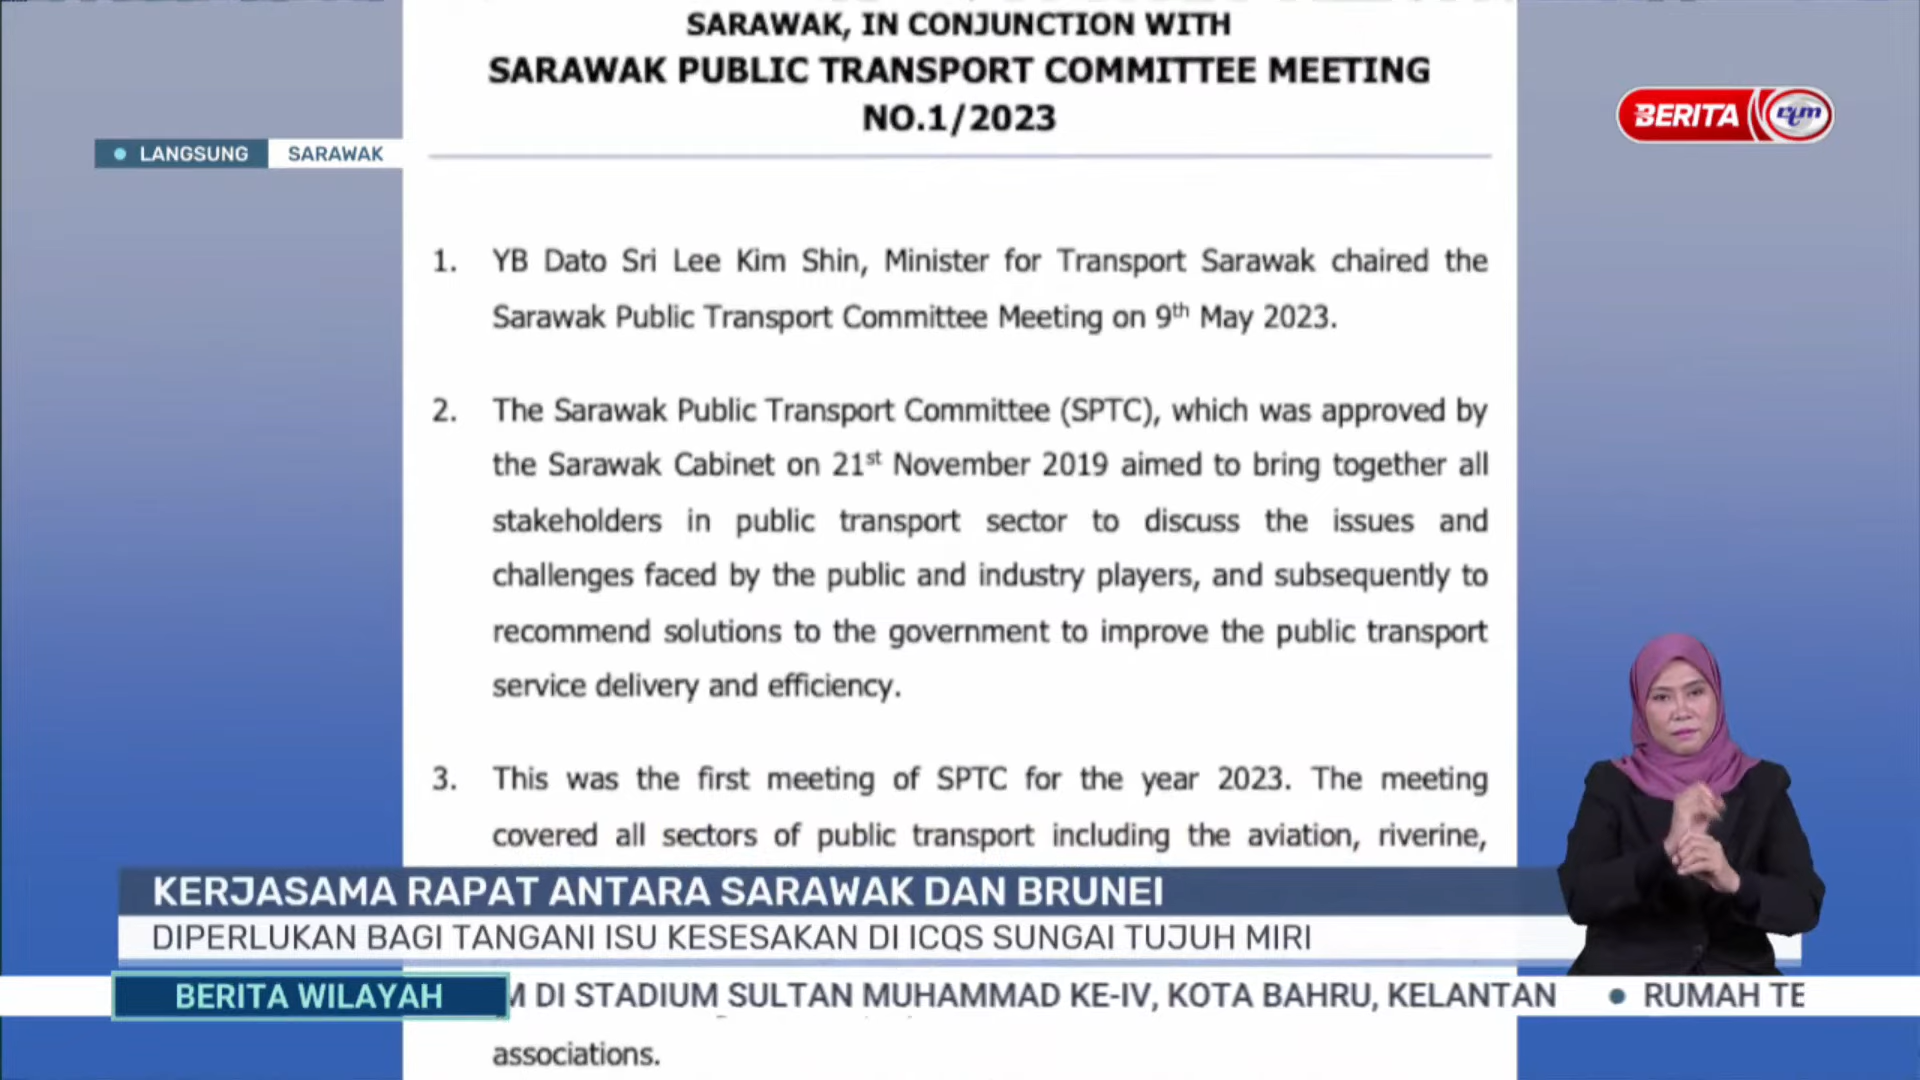 SARAWAK, IN CONJUNCTION WITH
SARAWAK PUBLIC TRANSPORT COMMITTEE MEETING
NO.1/2023
BERITA rtm
LANGSUNG SARAWAK
1. YB Dato Sri Lee Kim Shin, Minister for Transport Sarawak chaired the
Sarawak Public Transport Committee Meeting on 9th May 2023.
2. The Sarawak Public Transport Committee (SPTC), which was approved by
the Sarawak Cabinet on 21st November 2019 aimed to bring together all
stakeholders in public transport sector to discuss the issues and
challenges faced by the public and industry players, and subsequently to
recommend solutions to the government to improve the public transport
service delivery and efficiency.
3. This was the first meeting of SPTC for the year 2023. The meeting
covered all sectors of public transport including the aviation, riverine,
KERJASAMA RAPAT ANTARA SARAWAK DAN BRUNEI
DIPERLUKAN BAGI TANGANI ISU KESESAKAN DI ICQS SUNGAI TUJUH MIRI
BERITA WILAYAH
M DI STADIUM SULTAN MUHAMMAD KE-IV, KOTA BAHRU, KELANTAN • RUMAH TE
associations.